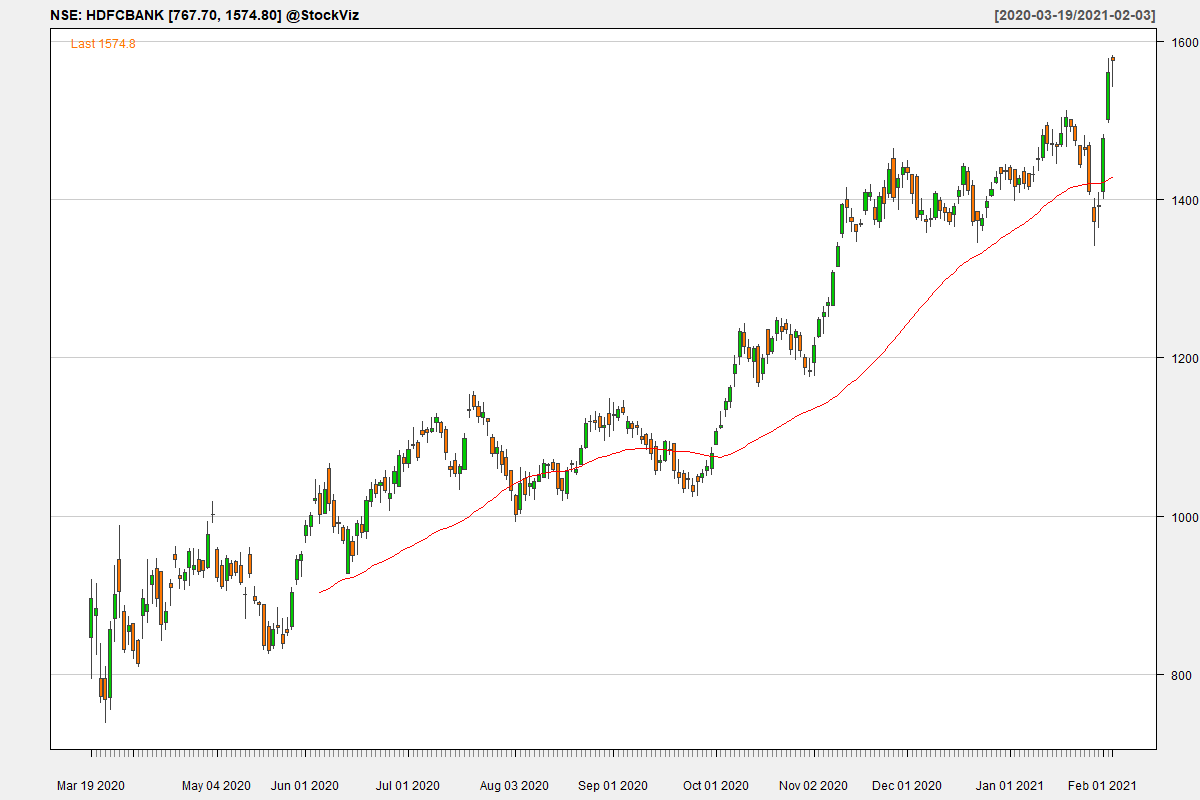 NSE: HDFCBANK [767.70, 1574.80] @StockViz [2020-03-19/2021-02-03]
Last 1574.8
1600
1400
1200
1000
800
Mar 19 2020 May 04 2020 Jun 01 2020 Jul 01 2020 Aug 03 2020 Sep 01 2020 Oct 01 2020 Nov 02 2020 Dec 01 2020 Jan 01 2021 Feb 01 2021